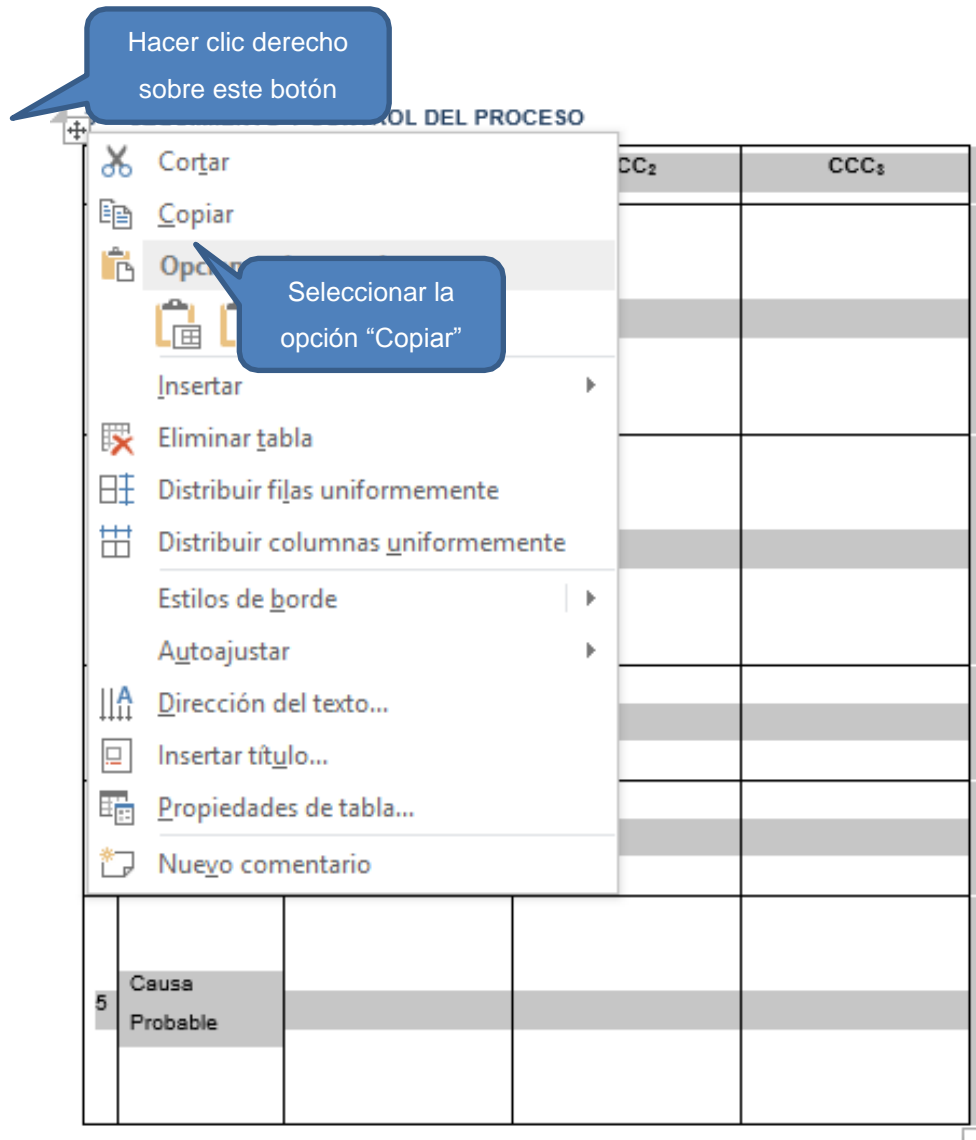 Hacer clic derecho
sobre este botón
DEL PROCESO
CCC₃
Cortar
Copiar
Seleccionar la
opción “Copiar”
Insertar
Eliminar tabla
Distribuir filas uniformemente
Distribuir columnas uniformemente
Estilos de borde
Autoajustar
Dirección del texto...
Insertar título...
Propiedades de tabla...
Nuevo comentario
5
Causa
Probable